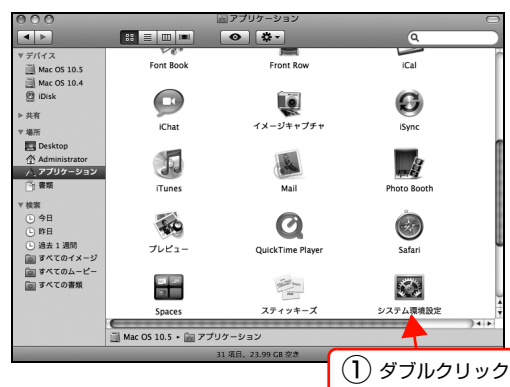 アプリケーション
デバイス
Mac OS 10.5
Mac OS 10.4
iDisk
共有
場所
Desktop
Administrator
アプリケーション
書類
検索
今日
昨日
過去 1 週間
すべてのイメージ
すべてのムービー
すべての書類
Font Book
Front Row
iCal
iChat
イメージキャプチャ
iSync
iTunes
Mail
Photo Booth
プレビュー
QuickTime Player
Safari
Spaces
スティッキーズ
システム環境設定
Mac OS 10.5 ▸ アプリケーション
31 項目、23.99 GB 空き
① ダブルクリック